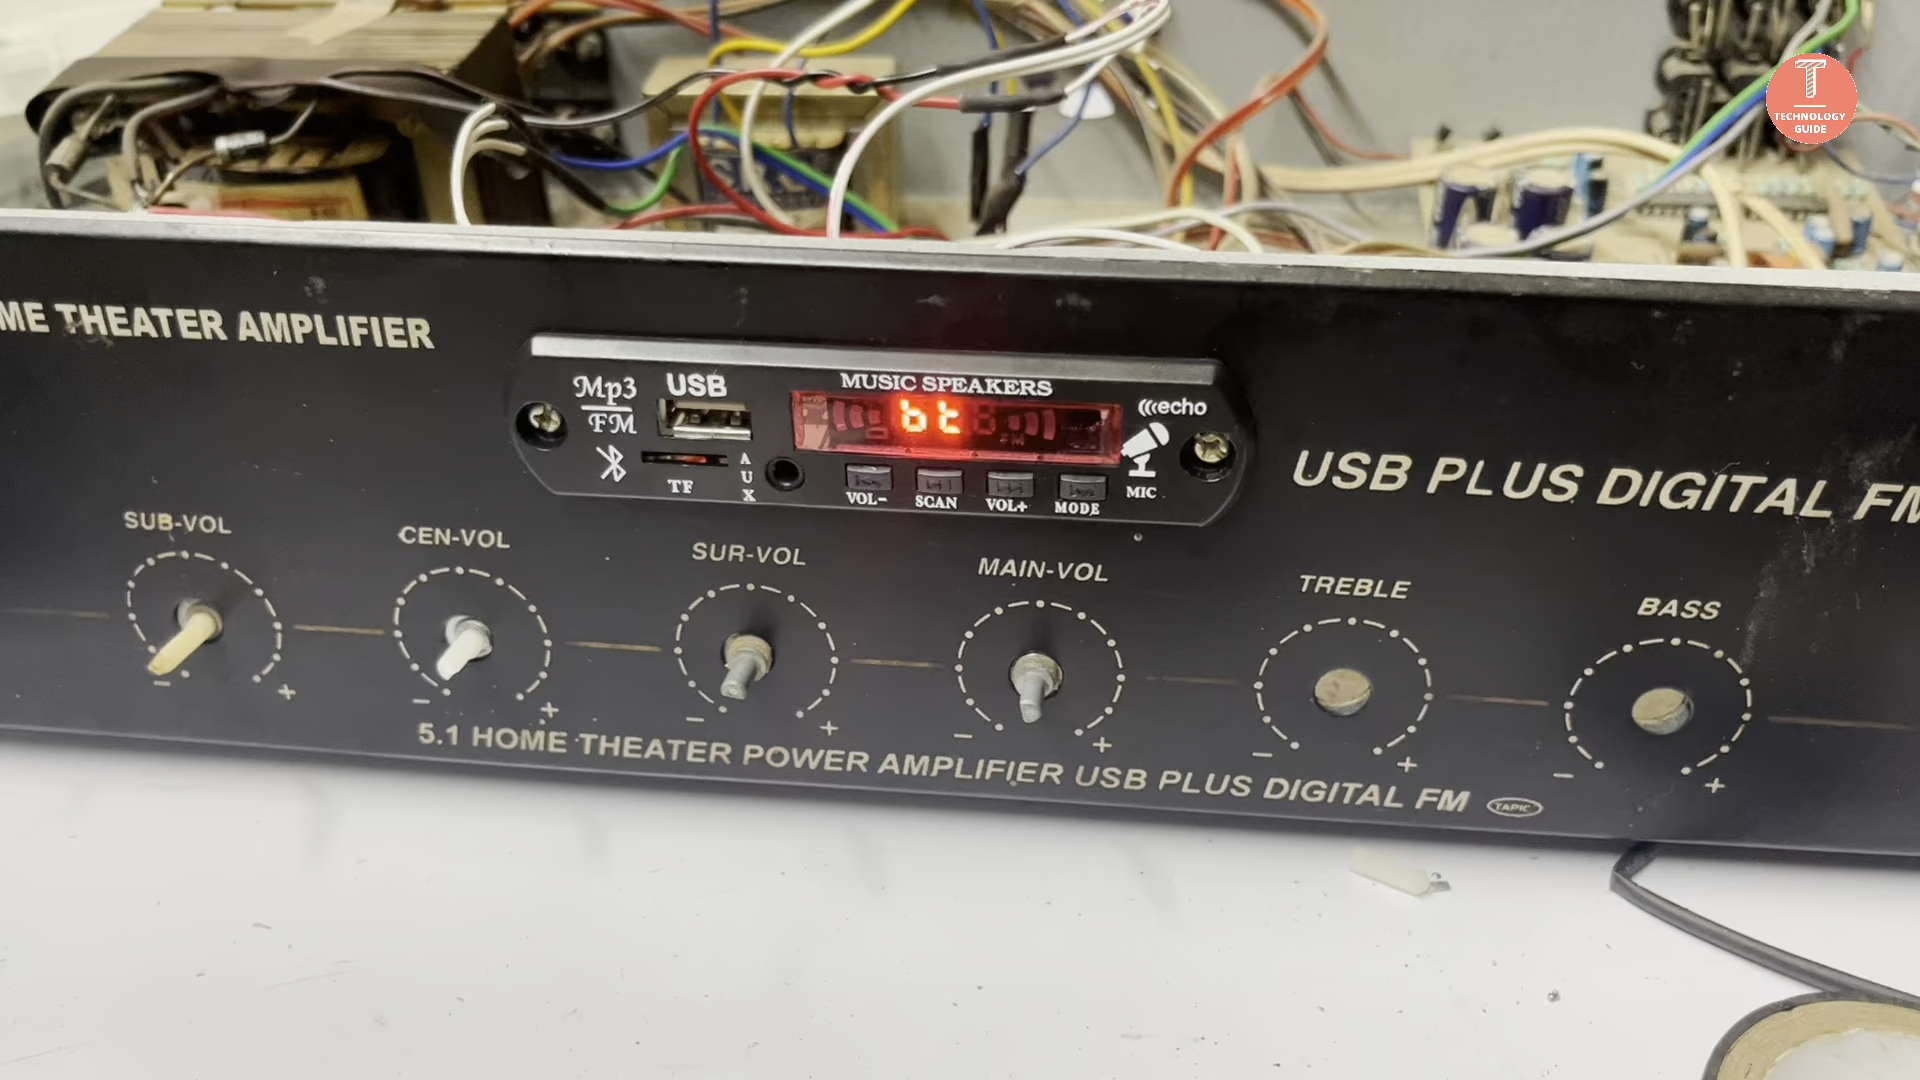 T
TECHNOLOGY
GUIDE
ME THEATER AMPLIFIER
Mp3
FM
USB
MUSIC SPEAKERS
bt
FM
echo
TF
AUX
VOL-
SCAN
VOL+
MODE
MIC
USB PLUS DIGITAL FM
SUB-VOL
CEN-VOL
SUR-VOL
MAIN-VOL
TREBLE
BASS
- +
- +
- +
- +
- +
- +
5.1 HOME THEATER POWER AMPLIFIER USB PLUS DIGITAL FM
TAPIC